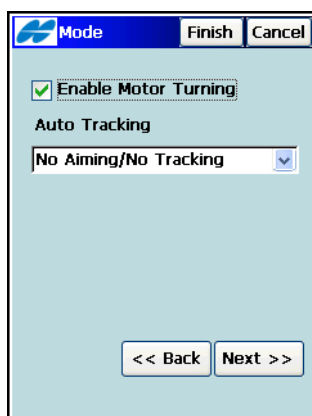 Mode Finish Cancel
Enable Motor Turning
Auto Tracking
No Aiming/No Tracking
<< Back Next >>